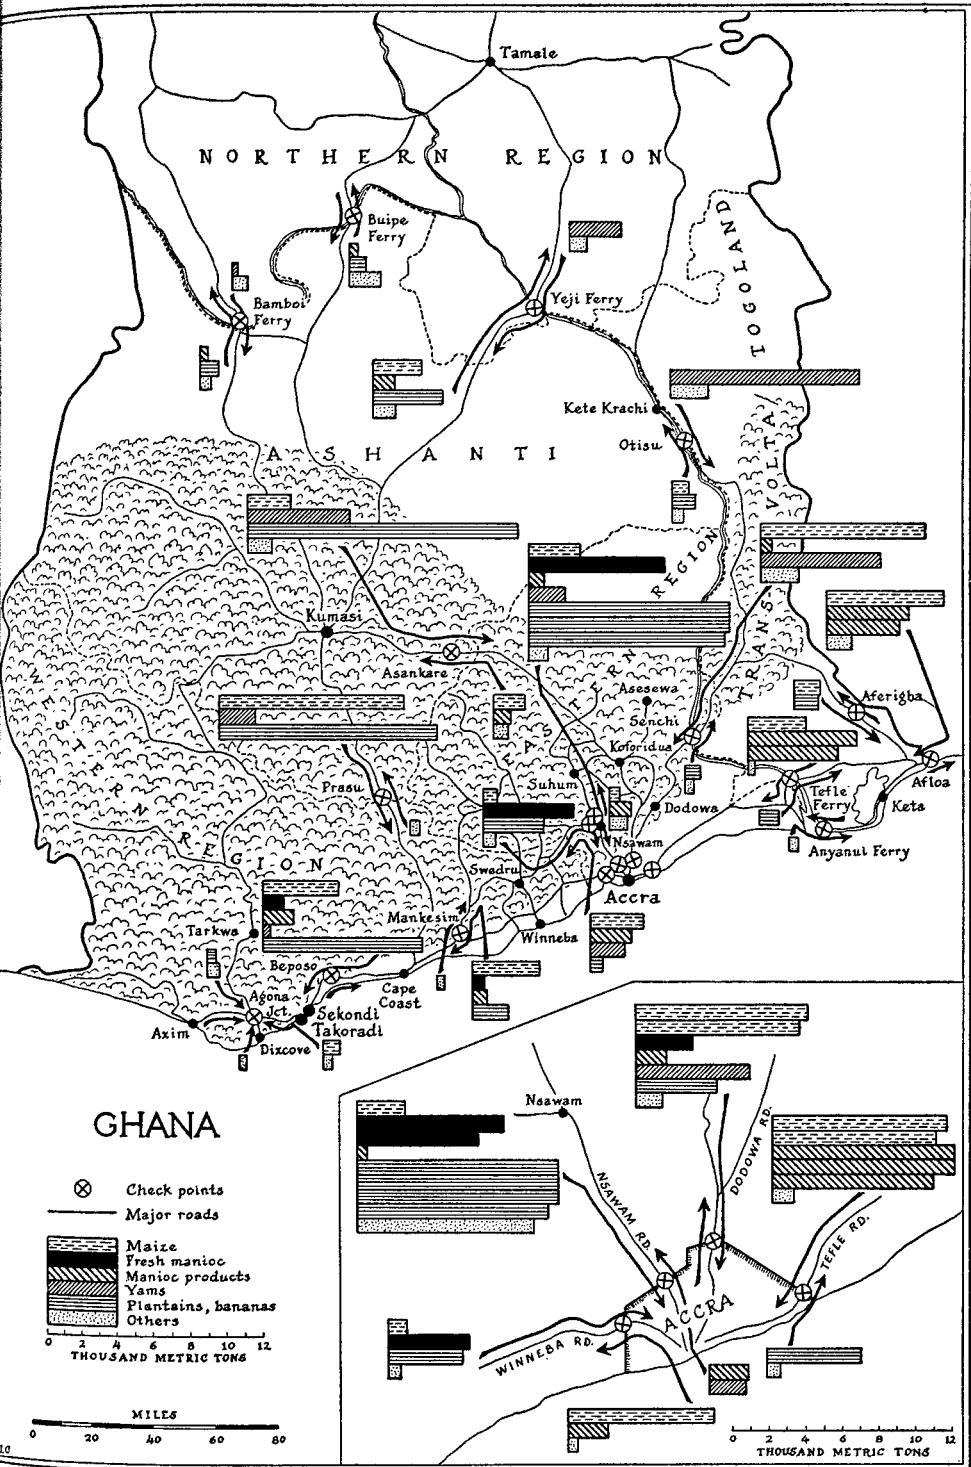 Tamale
NORTHERN REGION
Buipe
Ferry
TOGOLAND
Bamboi
Ferry
Yeji Ferry
Kete Krachi
Otisu
ASHANTI
TRANS VOLTA
EASTERN REGION
Kumasi
Asankare
Asesewa
Senchi
Aferigba
Koforidua
Prasu
Suhum
Dodowa
Tefle
Ferry
Afloa
Keta
Nsawam
Anyanui Ferry
WESTERN REGION
Swedru
Accra
Mankesim
Winneba
Tarkwa
Beposo
Cape
Coast
Agona
Jct.
Sekondi
Takoradi
Axim
Dixcove
GHANA
Check points
Major roads
Maize
Fresh manioc
Manioc products
Yams
Plantains, bananas
Others
0 2 4 6 8 10 12
THOUSAND METRIC TONS
MILES
0 20 40 60 80
Nsawam
NSAWAM RD.
DODOWA RD.
TEFLE RD.
ACCRA
WINNEBA RD.
0 2 4 6 8 10 12
THOUSAND METRIC TONS